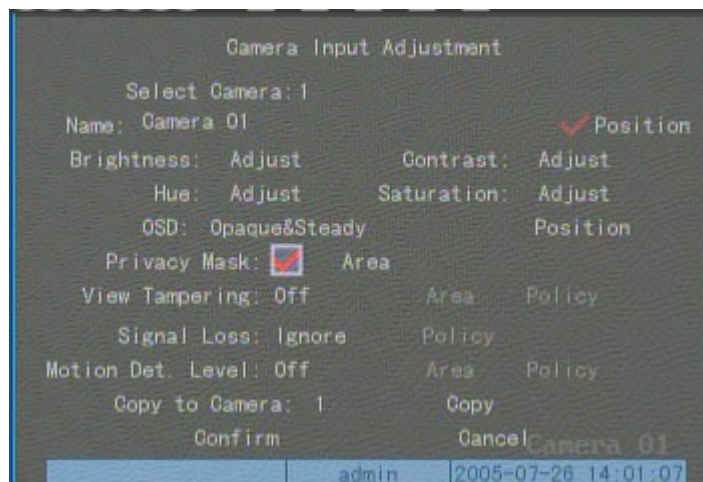 Camera Input Adjustment
Select Camera: 1
Name: Camera 01 Position
Brightness: Adjust Contrast: Adjust
Hue: Adjust Saturation: Adjust
OSD: Opaque&Steady Position
Privacy Mask: Area
View Tampering: Off Area Policy
Signal Loss: Ignore Policy
Motion Det. Level: Off Area Policy
Copy to Camera: 1 Copy
Confirm Cancel
Camera 01
admin 2005-07-26 14:01:07